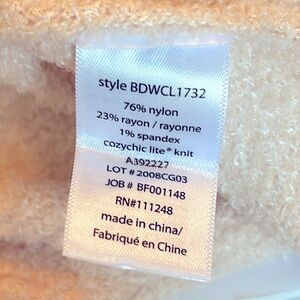 style BDWCL1732
76% nylon
23% rayon / rayonne
1% spandex
cozychic lite® knit
A392227
LOT # 2008CG03
JOB # BF001148
RN#111248
made in china/
Fabriqué en Chine